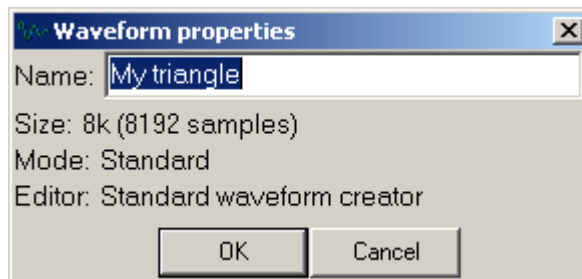 Waveform properties
Name: My triangle
Size: 8k (8192 samples)
Mode: Standard
Editor: Standard waveform creator
OK Cancel